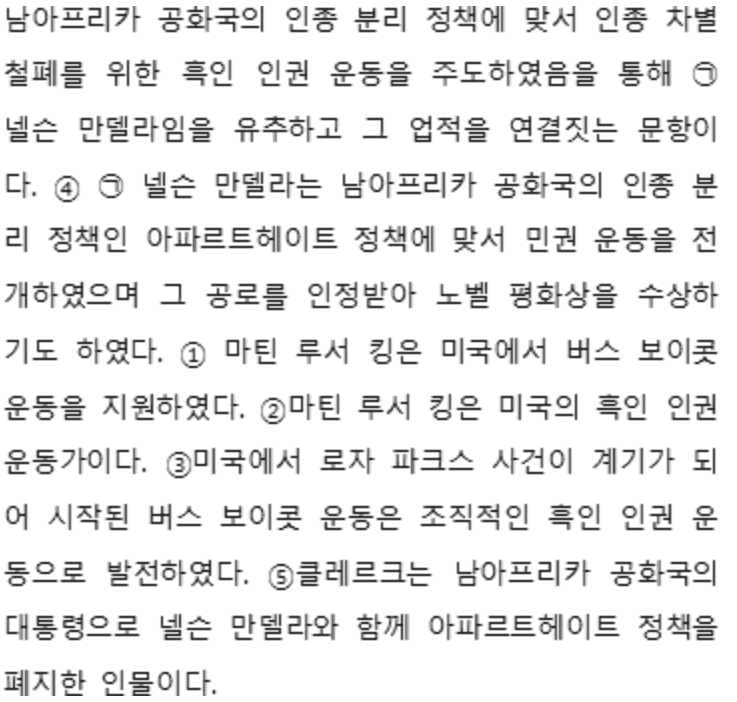 남아프리카 공화국의 인종 분리 정책에 맞서 인종 차별
철폐를 위한 흑인 인권 운동을 주도하였음을 통해 ㉠
넬슨 만델라임을 유추하고 그 업적을 연결짓는 문항이
다. ④ ㉠ 넬슨 만델라는 남아프리카 공화국의 인종 분
리 정책인 아파르트헤이트 정책에 맞서 민권 운동을 전
개하였으며 그 공로를 인정받아 노벨 평화상을 수상하
기도 하였다. ① 마틴 루서 킹은 미국에서 버스 보이콧
운동을 지원하였다. ②마틴 루서 킹은 미국의 흑인 인권
운동가이다. ③미국에서 로자 파크스 사건이 계기가 되
어 시작된 버스 보이콧 운동은 조직적인 흑인 인권 운
동으로 발전하였다. ⑤클레르크는 남아프리카 공화국의
대통령으로 넬슨 만델라와 함께 아파르트헤이트 정책을
폐지한 인물이다.